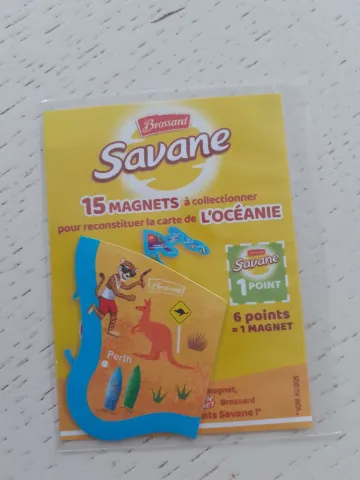 Brossard
Savane
15 MAGNETS à collectionner
pour reconstituer la carte de L'OCÉANIE
Savane
1 POINT
6 points
= 1 MAGNET
Brossard
Perth
magnet,
Brossard
nts Savane !"